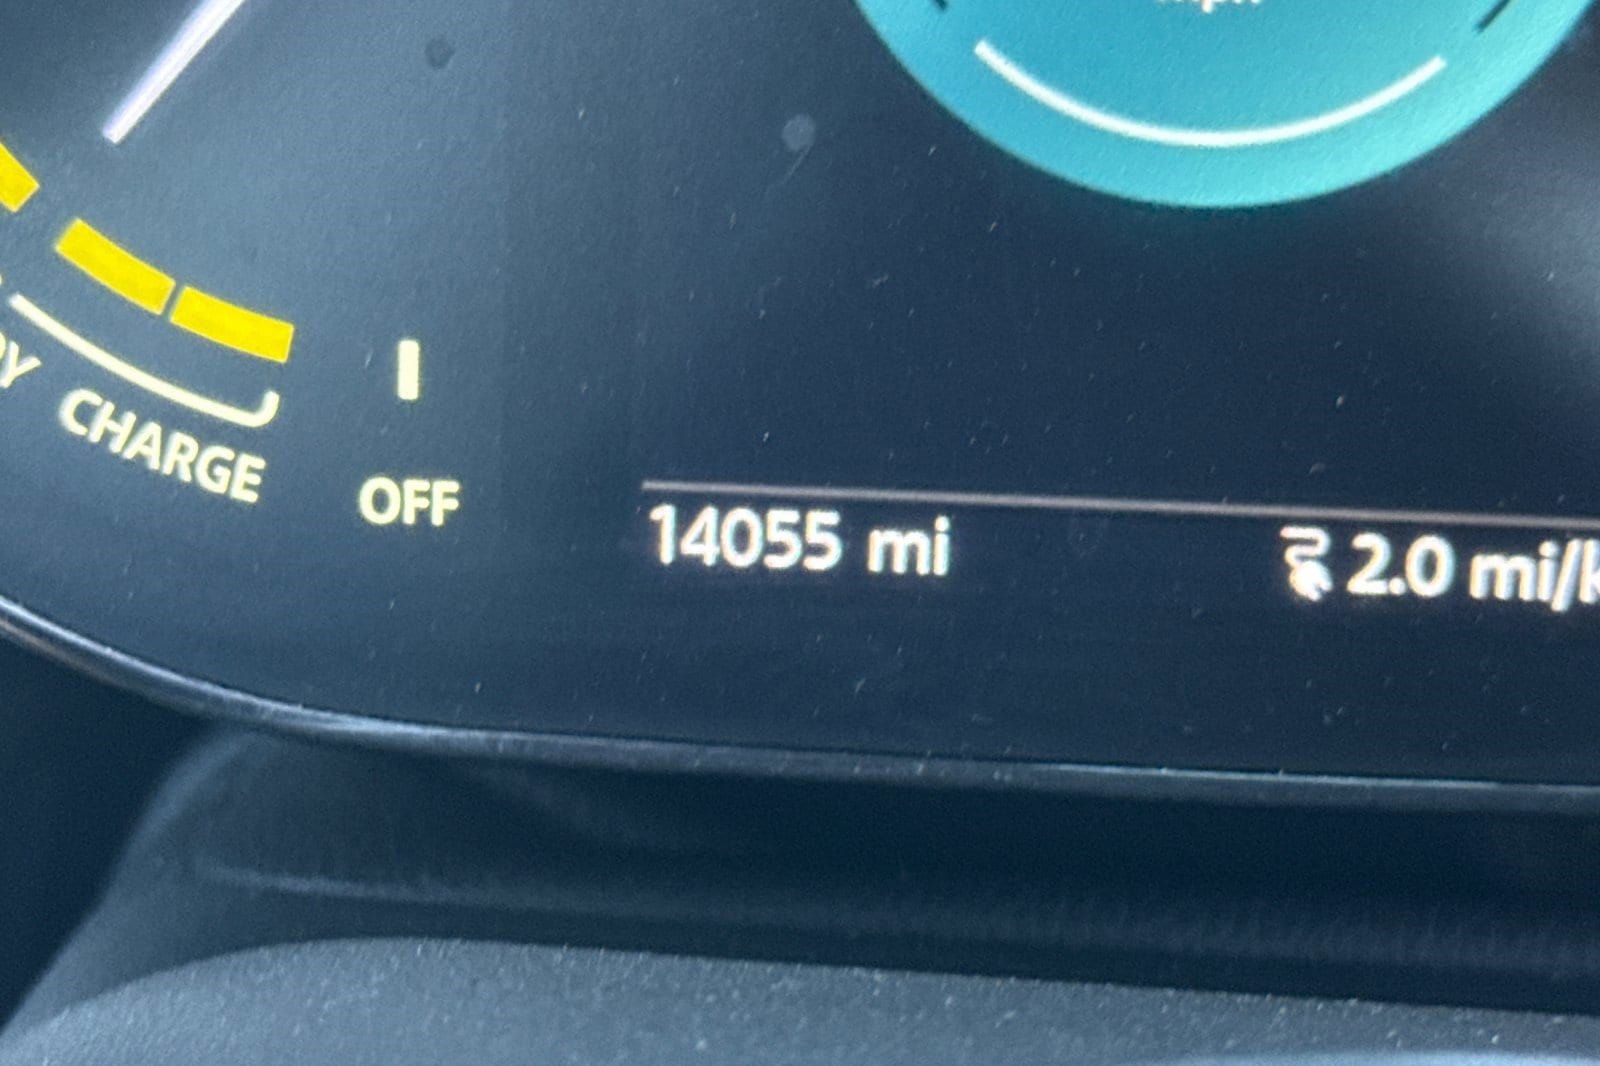 CHARGE
OFF
14055 mi
2.0 mi/k